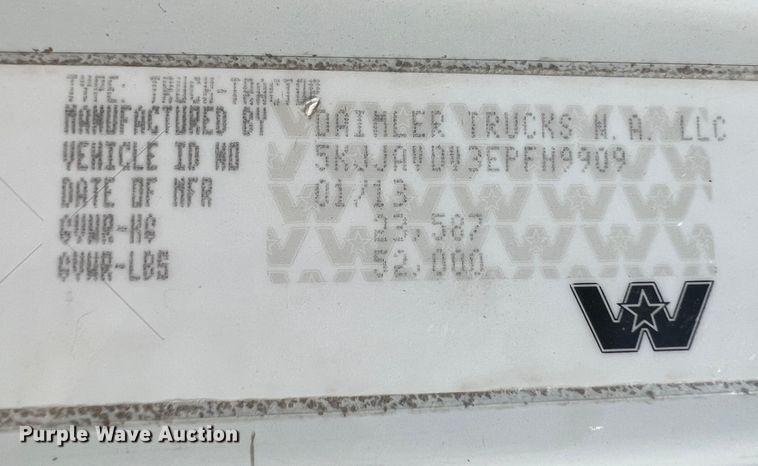 TYPE: TRUCK-TRACTOR
MANUFACTURED BY DAIMLER TRUCKS N.A. LLC
VEHICLE ID NO 5KJJAVDV3EPFH9909
DATE OF MFR 01/13
GVWR-KG 23,587
GVWR-LBS 52,000
W
Purple Wave Auction